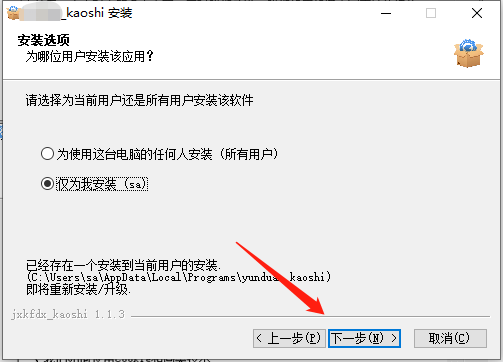 _kaoshi 安装
安装选项
为哪位用户安装该应用？
请选择为当前用户还是所有用户安装该软件
为使用这台电脑的任何人安装 (所有用户)
仅为我安装 (sa)
已经存在一个安装到当前用户的安装.
(C:\Users\sa\AppData\Local\Programs\yunduan_kaoshi)
即将重新安装/升级.
jxkfdx_kaoshi 1.1.3
< 上一步(P) 下一步(N) > 取消(C)